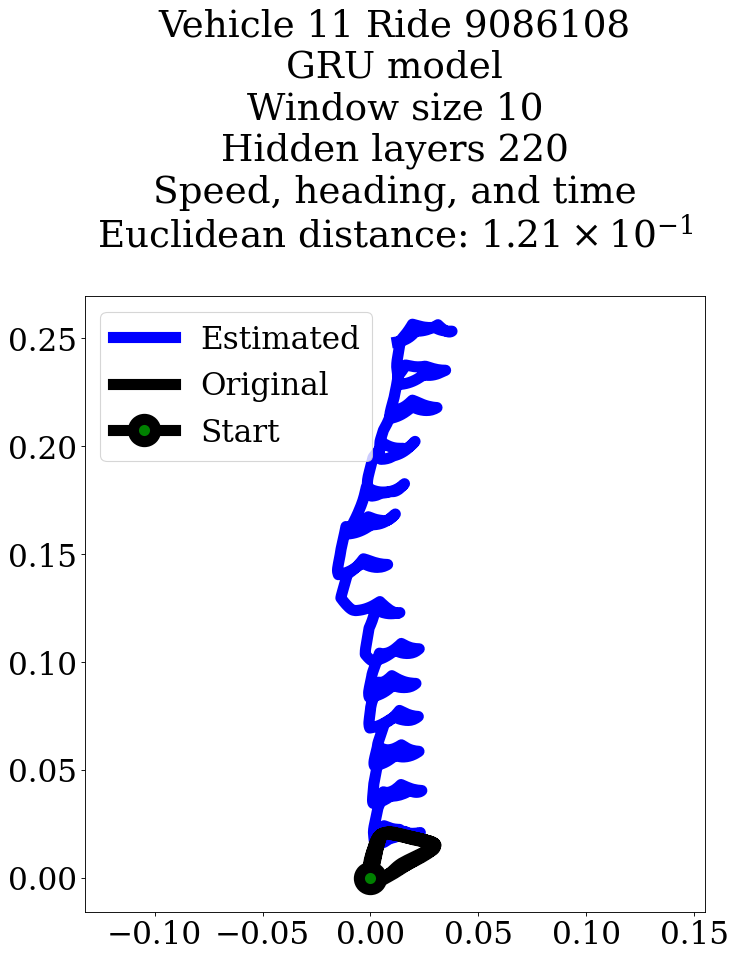 Vehicle 11 Ride 9086108
GRU model
Window size 10
Hidden layers 220
Speed, heading, and time
Euclidean distance: 1.21 × 10⁻¹
Estimated
Original
Start
0.25
0.20
0.15
0.10
0.05
0.00
−0.10 −0.05 0.00 0.05 0.10 0.15